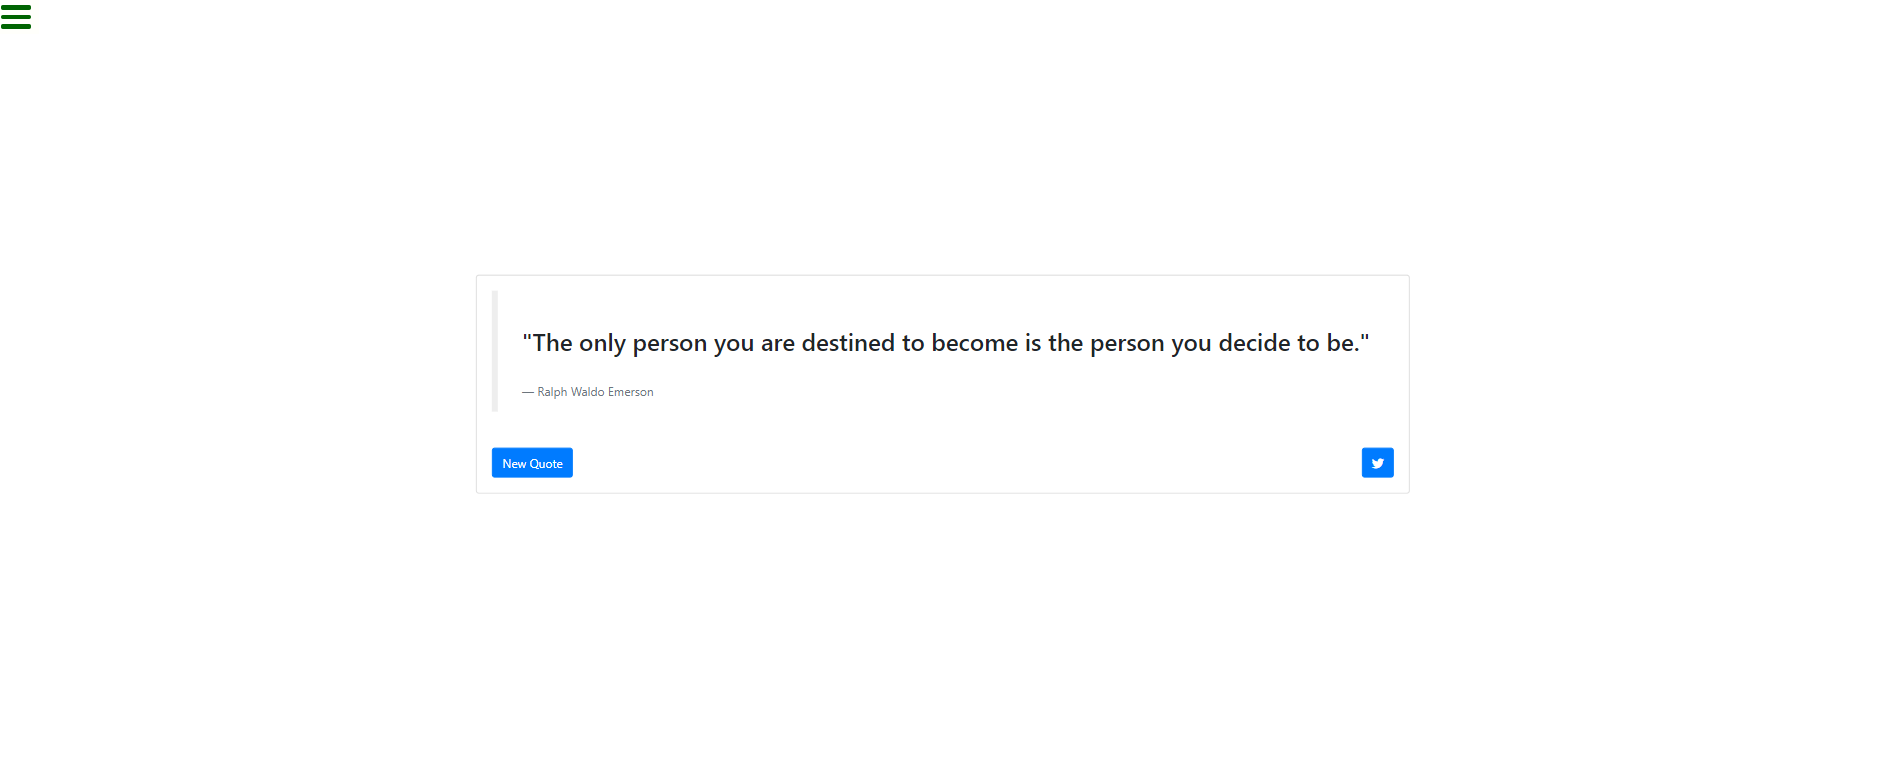 "The only person you are destined to become is the person you decide to be."
— Ralph Waldo Emerson
New Quote